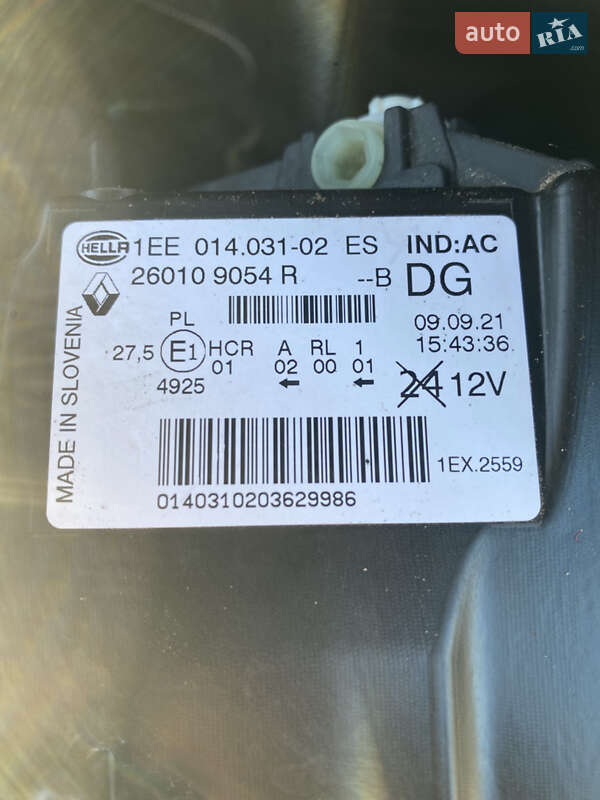 auto RIA .com
HELLA 1EE 014.031-02 ES IND:AC
26010 9054 R --B DG
PL
09.09.21
27,5 E1 HCR A RL 1 15:43:36
01 02 00 01
4925 ← ← 24 12V
MADE IN SLOVENIA
1EX.2559
0140310203629986